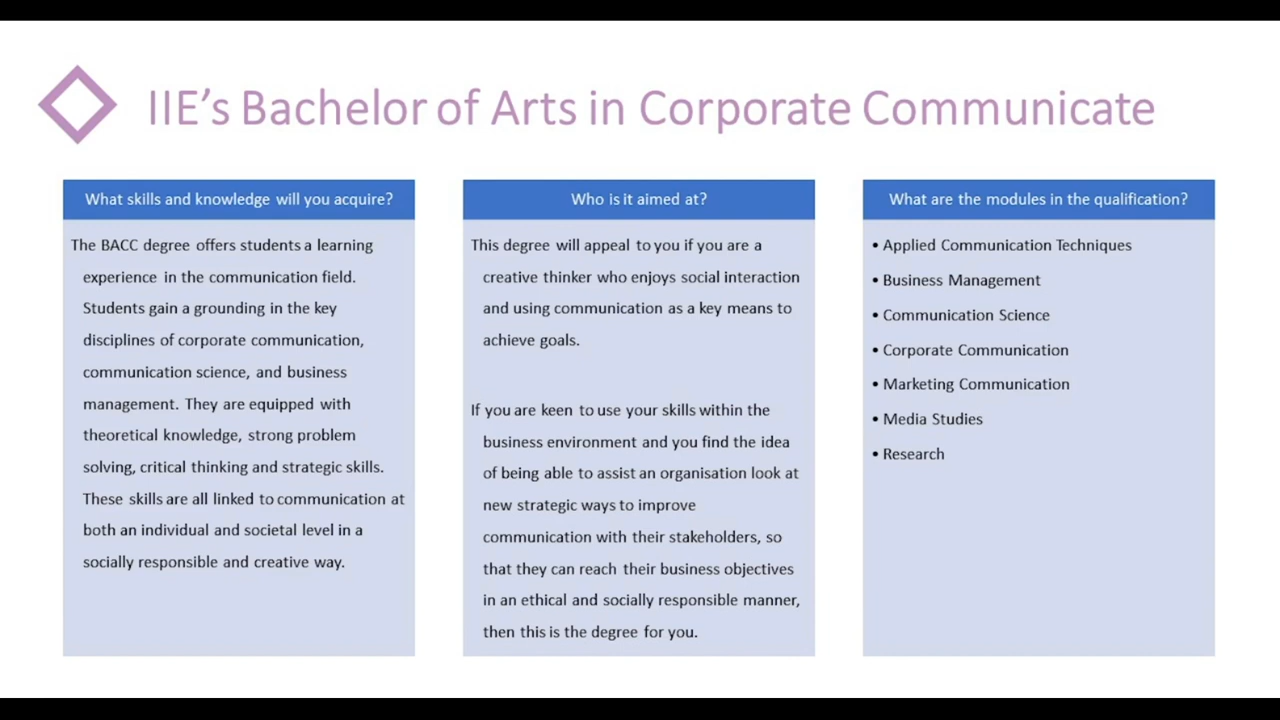 IIE's Bachelor of Arts in Corporate Communicate
What skills and knowledge will you acquire?
The BACC degree offers students a learning
experience in the communication field.
Students gain a grounding in the key
disciplines of corporate communication,
communication science, and business
management. They are equipped with
theoretical knowledge, strong problem
solving, critical thinking and strategic skills.
These skills are all linked to communication at
both an individual and societal level in a
socially responsible and creative way.
Who is it aimed at?
This degree will appeal to you if you are a
creative thinker who enjoys social interaction
and using communication as a key means to
achieve goals.
If you are keen to use your skills within the
business environment and you find the idea
of being able to assist an organisation look at
new strategic ways to improve
communication with their stakeholders, so
that they can reach their business objectives
in an ethical and socially responsible manner,
then this is the degree for you.
What are the modules in the qualification?
• Applied Communication Techniques
• Business Management
• Communication Science
• Corporate Communication
• Marketing Communication
• Media Studies
• Research